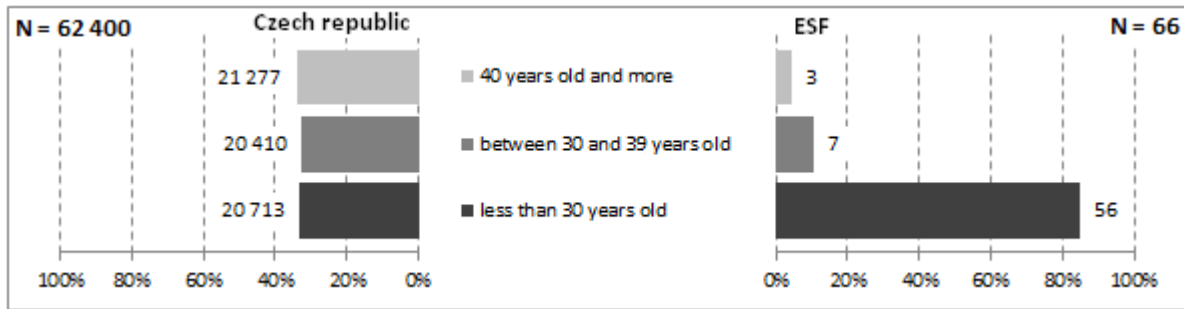 N = 62 400 Czech republic ESF N = 66
21 277 40 years old and more 3
20 410 between 30 and 39 years old 7
20 713 less than 30 years old 56
100% 80% 60% 40% 20% 0% 0% 20% 40% 60% 80% 100%